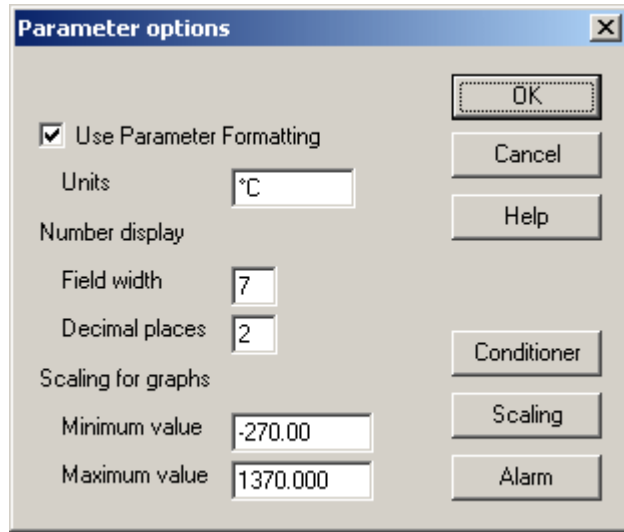 Parameter options
OK
Use Parameter Formatting
Cancel
Units °C
Help
Number display
Field width 7
Decimal places 2
Conditioner
Scaling for graphs
Scaling
Minimum value -270.00
Maximum value 1370.000
Alarm